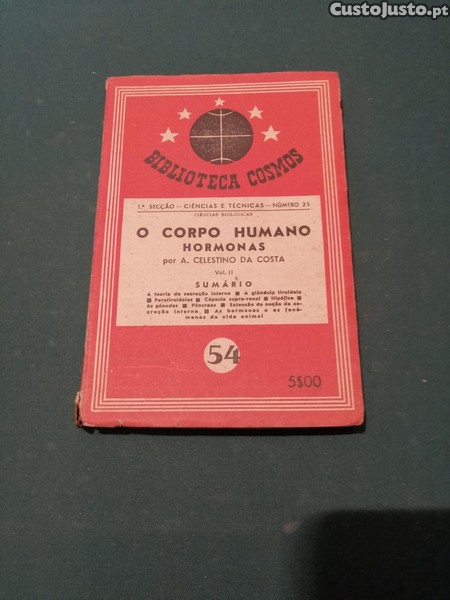 CustoJusto.pt
BIBLIOTECA COSMOS
1.ª SECÇÃO — CIÊNCIAS E TÉCNICAS — NÚMERO 25
CIÊNCIAS BIOLÓGICAS
O CORPO HUMANO
HORMONAS
por A. CELESTINO DA COSTA
Vol. II
SUMÁRIO
A teoria da secreção interna ■ A glândula tiroideia
■ Paratiroideias ■ Cápsula supra-renal ■ Hipófise ■
As gónadas ■ Pâncreas ■ Extensão da noção de se-
creção interna. ■ As hormonas e os fenó-
menos da vida animal
54
5$00